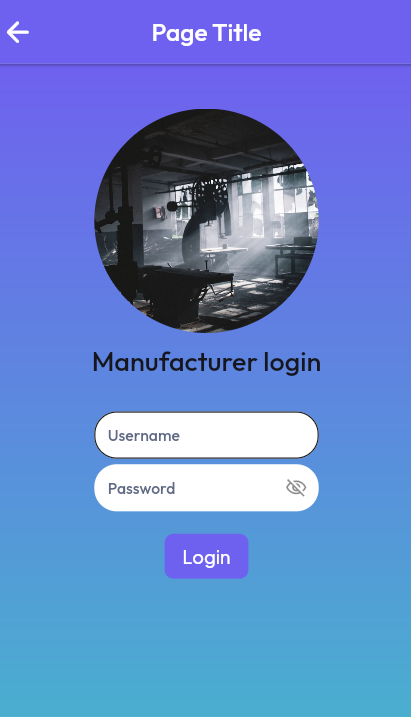 Page Title
Manufacturer login
Username
Password
Login